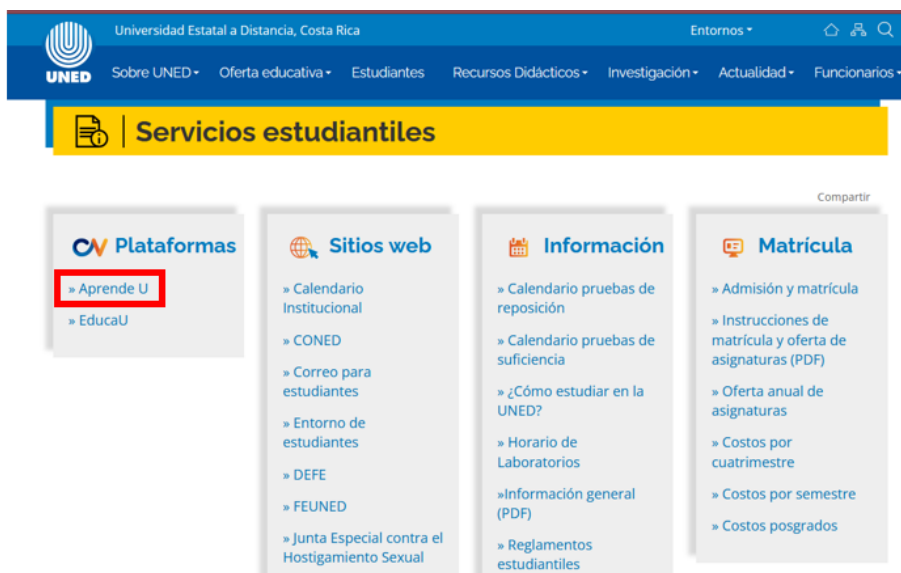 Universidad Estatal a Distancia, Costa Rica
Entornos
UNED
Sobre UNED
Oferta educativa
Estudiantes
Recursos Didácticos
Investigación
Actualidad
Funcionarios
Servicios estudiantiles
Compartir
Plataformas
» Aprende U
» EducaU
Sitios web
» Calendario
Institucional
» CONED
» Correo para
estudiantes
» Entorno de
estudiantes
» DEFE
» FEUNED
» Junta Especial contra el
Hostigamiento Sexual
Información
» Calendario pruebas de
reposición
» Calendario pruebas de
suficiencia
» ¿Cómo estudiar en la
UNED?
» Horario de
Laboratorios
»Información general
(PDF)
» Reglamentos
estudiantiles
Matrícula
» Admisión y matrícula
» Instrucciones de
matrícula y oferta de
asignaturas (PDF)
» Oferta anual de
asignaturas
» Costos por
cuatrimestre
» Costos por semestre
» Costos posgrados